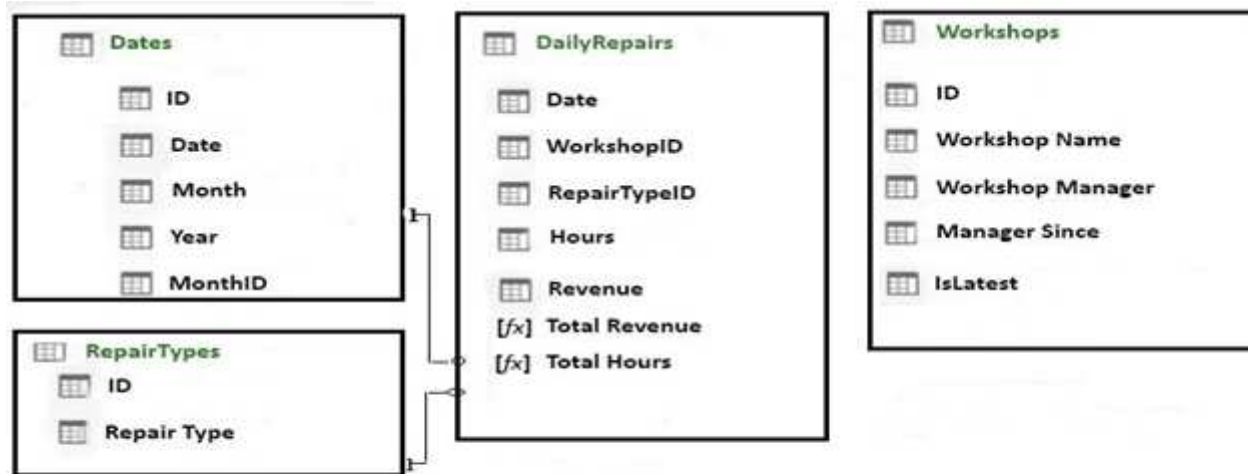 Dates
ID
Date
Month
Year
MonthID
1
RepairTypes
ID
Repair Type
1
DailyRepairs
Date
WorkshopID
RepairTypeID
Hours
Revenue
[fx] Total Revenue
[fx] Total Hours
Workshops
ID
Workshop Name
Workshop Manager
Manager Since
IsLatest